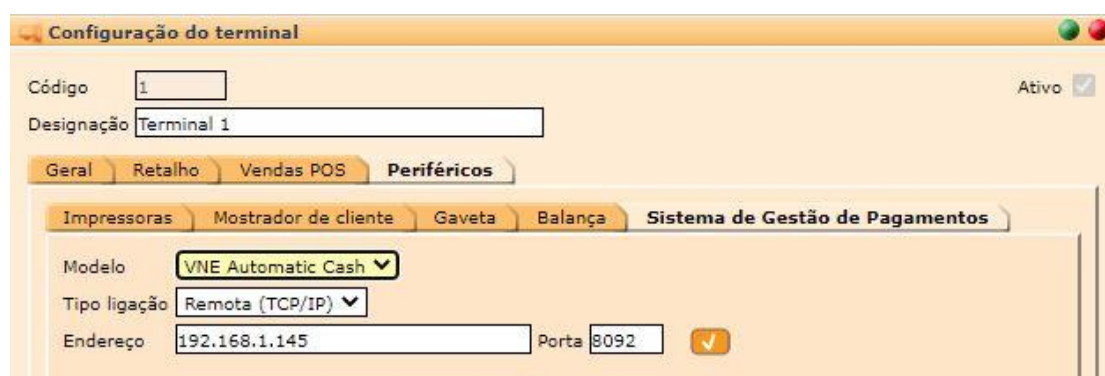 Configuração do terminal
Código 1 Ativo
Designação Terminal 1
Geral Retalho Vendas POS Periféricos
Impressoras Mostrador de cliente Gaveta Balança Sistema de Gestão de Pagamentos
Modelo VNE Automatic Cash
Tipo ligação Remota (TCP/IP)
Endereço 192.168.1.145 Porta 8092